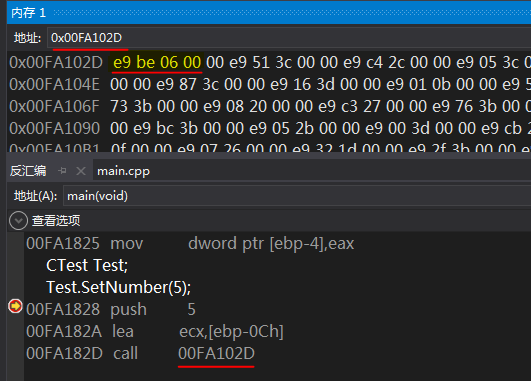 内存 1
地址: 0x00FA102D
0x00FA102D e9 be 06 00 00 e9 51 3c 00 00 e9 c4 2c 00 00 e9 05 3c 0
0x00FA104E 00 00 e9 87 3c 00 00 e9 16 3d 00 00 e9 01 0b 00 00 e9 5
0x00FA106F 73 3b 00 00 e9 08 20 00 00 e9 c3 27 00 00 e9 76 3b 00 0
0x00FA1090 00 e9 bc 3b 00 00 e9 05 2b 00 00 e9 00 3d 00 00 e9 cb 2
0x00FA10B1 0f 00 00 e9 07 26 00 00 e9 32 1d 00 00 e9 2f 3b 00 00 e
反汇编 main.cpp
地址(A): main(void)
查看选项
00FA1825 mov dword ptr [ebp-4],eax
CTest Test;
Test.SetNumber(5);
00FA1828 push 5
00FA182A lea ecx,[ebp-0Ch]
00FA182D call 00FA102D